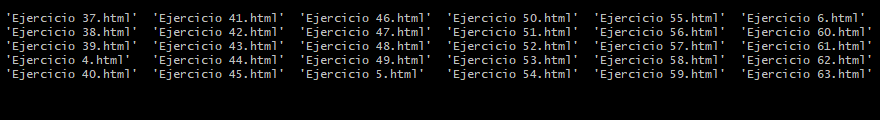 'Ejercicio 37.html'  'Ejercicio 41.html'  'Ejercicio 46.html'  'Ejercicio 50.html'  'Ejercicio 55.html'  'Ejercicio 6.html'
'Ejercicio 38.html'  'Ejercicio 42.html'  'Ejercicio 47.html'  'Ejercicio 51.html'  'Ejercicio 56.html'  'Ejercicio 60.html'
'Ejercicio 39.html'  'Ejercicio 43.html'  'Ejercicio 48.html'  'Ejercicio 52.html'  'Ejercicio 57.html'  'Ejercicio 61.html'
'Ejercicio 4.html'  'Ejercicio 44.html'  'Ejercicio 49.html'  'Ejercicio 53.html'  'Ejercicio 58.html'  'Ejercicio 62.html'
'Ejercicio 40.html'  'Ejercicio 45.html'  'Ejercicio 5.html'  'Ejercicio 54.html'  'Ejercicio 59.html'  'Ejercicio 63.html'